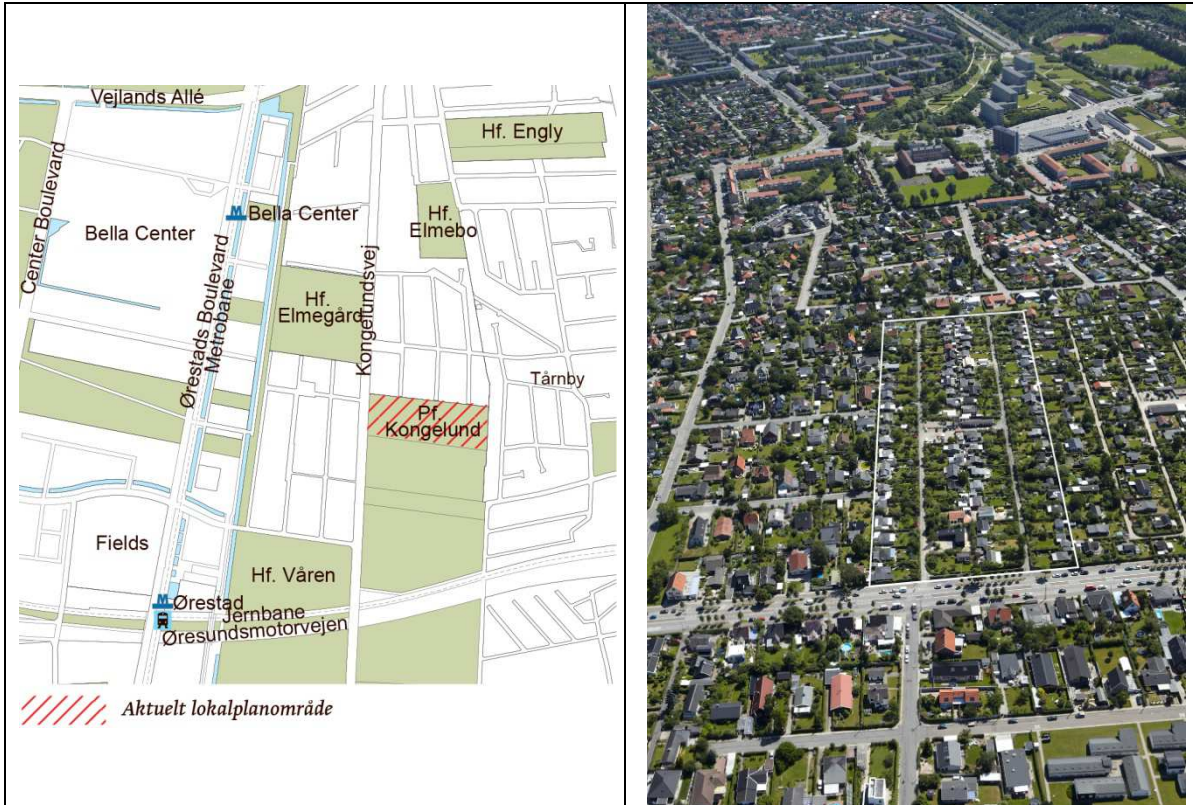 Vejlands Allé
Hf. Engly
Center Boulevard
Bella Center
M Bella Center
Hf.
Elmebo
Ørestads Boulevard
Metrobane
Hf.
Elmegård
Kongelundsvej
Tårnby
Pf.
Kongelund
Fields
Hf. Våren
M Ørestad
Jernbane
Øresundsmotorvejen
Aktuelt lokalplanområde